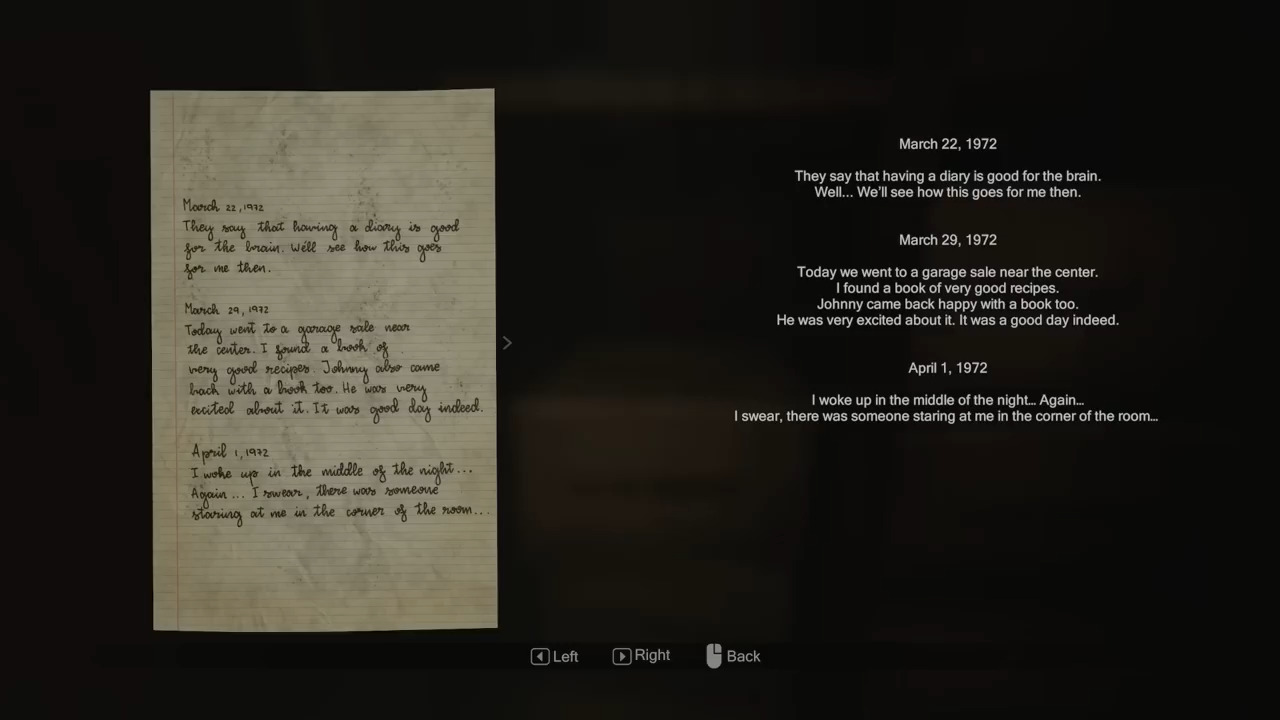 March 22, 1972
They say that having a diary is good
for the brain. We'll see how this goes
for me then.
March 29, 1972
Today went to a garage sale near
the center. I found a book of
very good recipes. Johnny also came
back with a book too. He was very
excited about it. It was good day indeed.
April 1, 1972
I woke up in the middle of the night...
Again... I swear, there was someone
staring at me in the corner of the room...
March 22, 1972
They say that having a diary is good for the brain.
Well... We'll see how this goes for me then.
March 29, 1972
Today we went to a garage sale near the center.
I found a book of very good recipes.
Johnny came back happy with a book too.
He was very excited about it. It was a good day indeed.
April 1, 1972
I woke up in the middle of the night... Again...
I swear, there was someone staring at me in the corner of the room...
Left Right Back